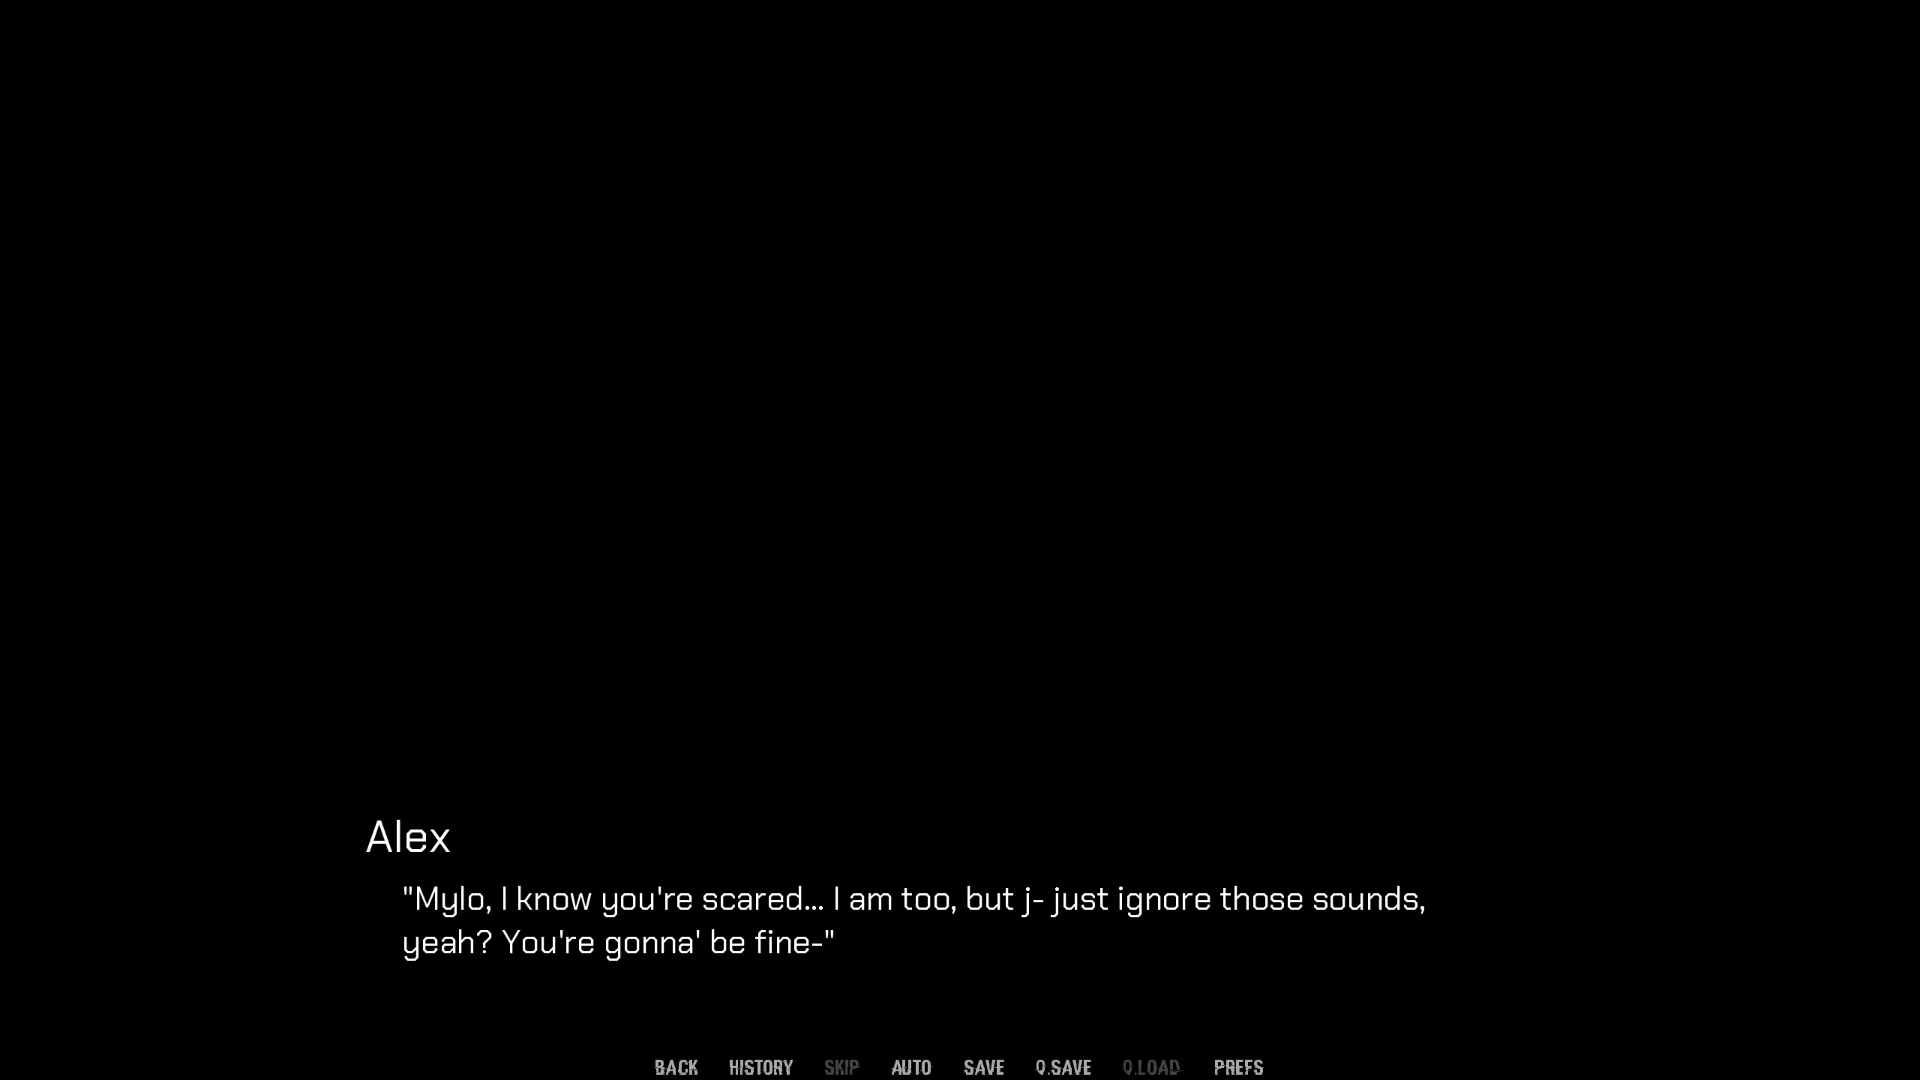 Alex
"Mylo, I know you're scared... I am too, but j- just ignore those sounds,
yeah? You're gonna' be fine-"
BACK HISTORY SKIP AUTO SAVE Q.SAVE Q.LOAD PREFS